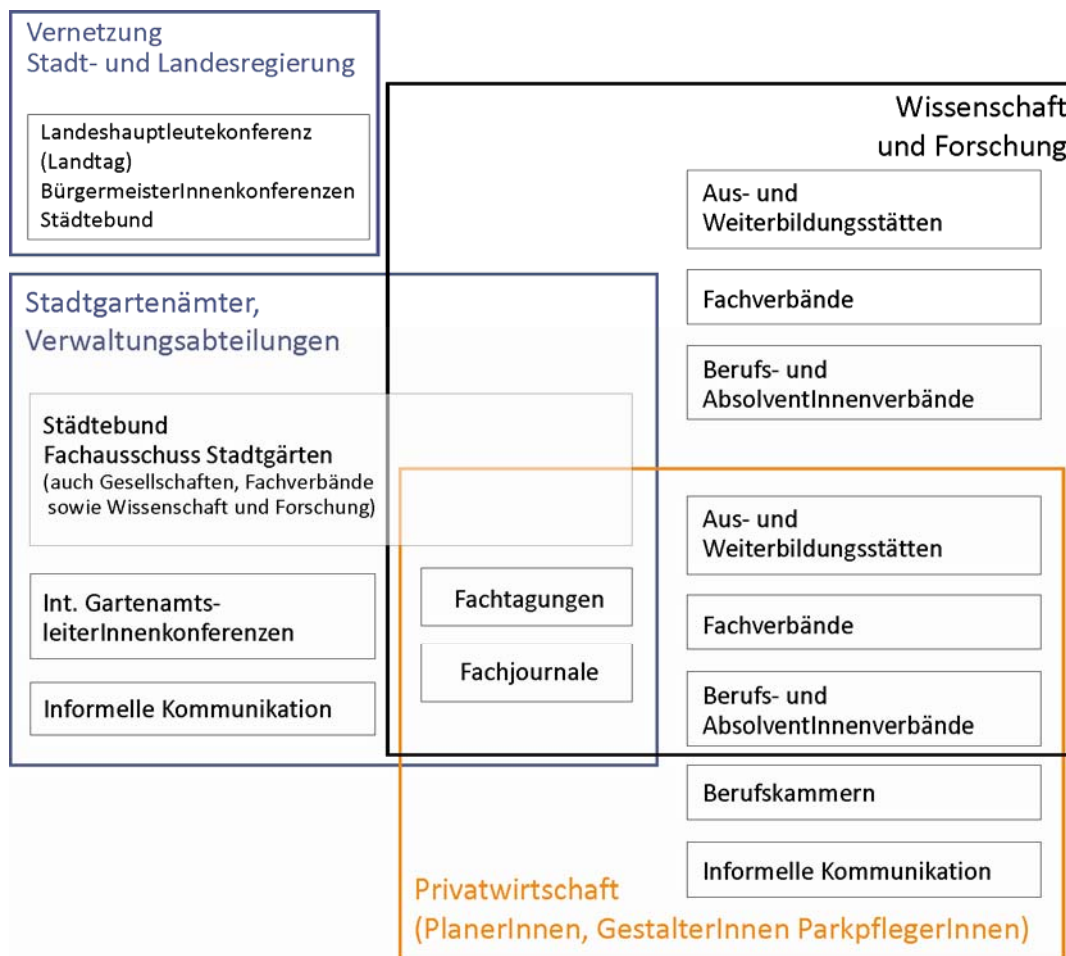 Vernetzung
Stadt- und Landesregierung
Landeshauptleutekonferenz
(Landtag)
BürgermeisterInnenkonferenzen
Städtebund
Wissenschaft
und Forschung
Aus- und
Weiterbildungsstätten
Fachverbände
Berufs- und
AbsolventInnenverbände
Stadtgartenämter,
Verwaltungsabteilungen
Städtebund
Fachausschuss Stadtgärten
(auch Gesellschaften, Fachverbände
sowie Wissenschaft und Forschung)
Int. Gartenamts-
leiterInnenkonferenzen
Informelle Kommunikation
Fachtagungen
Fachjournale
Aus- und
Weiterbildungsstätten
Fachverbände
Berufs- und
AbsolventInnenverbände
Berufskammern
Informelle Kommunikation
Privatwirtschaft
(PlanerInnen, GestalterInnen ParkpflegerInnen)